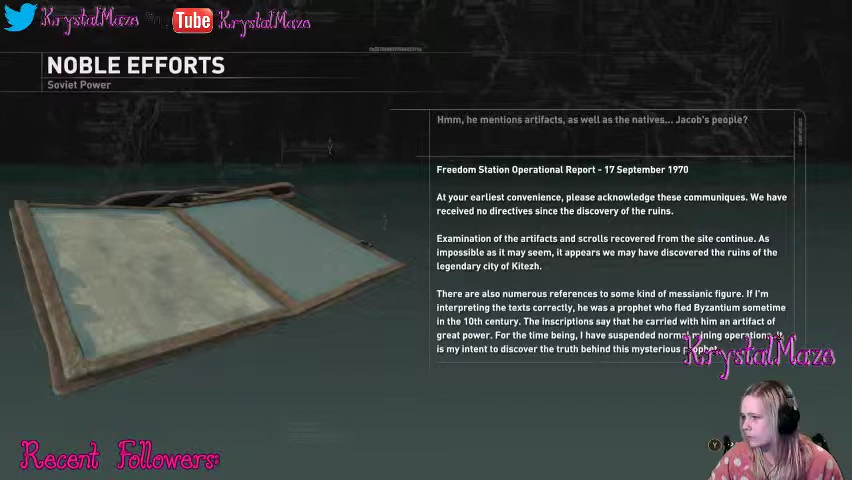 KrystalMaze
Tube KrystalMaze
NOBLE EFFORTS
Soviet Power
Hmm, he mentions artifacts, as well as the natives... Jacob's people?
Freedom Station Operational Report - 17 September 1970
At your earliest convenience, please acknowledge these communiques. We have
received no directives since the discovery of the ruins.
Examination of the artifacts and scrolls recovered from the site continue. As
impossible as it may seem, it appears we may have discovered the ruins of the
legendary city of Kitezh.
There are also numerous references to some kind of messianic figure. If I'm
interpreting the texts correctly, he was a prophet who fled Byzantium sometime
in the 10th century. The inscriptions say that he carried with him an artifact of
great power. For the time being, I have suspended normal mining operations. It
is my intent to discover the truth behind this mysterious prophet.
KrystalMaze
Y
Recent Followers: